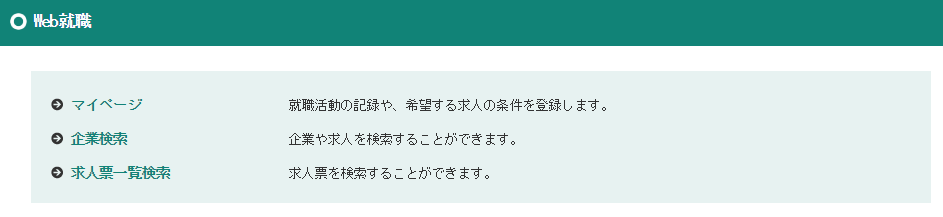 Web就職
マイページ 就職活動の記録や、希望する求人の条件を登録します。
企業検索 企業や求人を検索することができます。
求人票一覧検索 求人票を検索することができます。